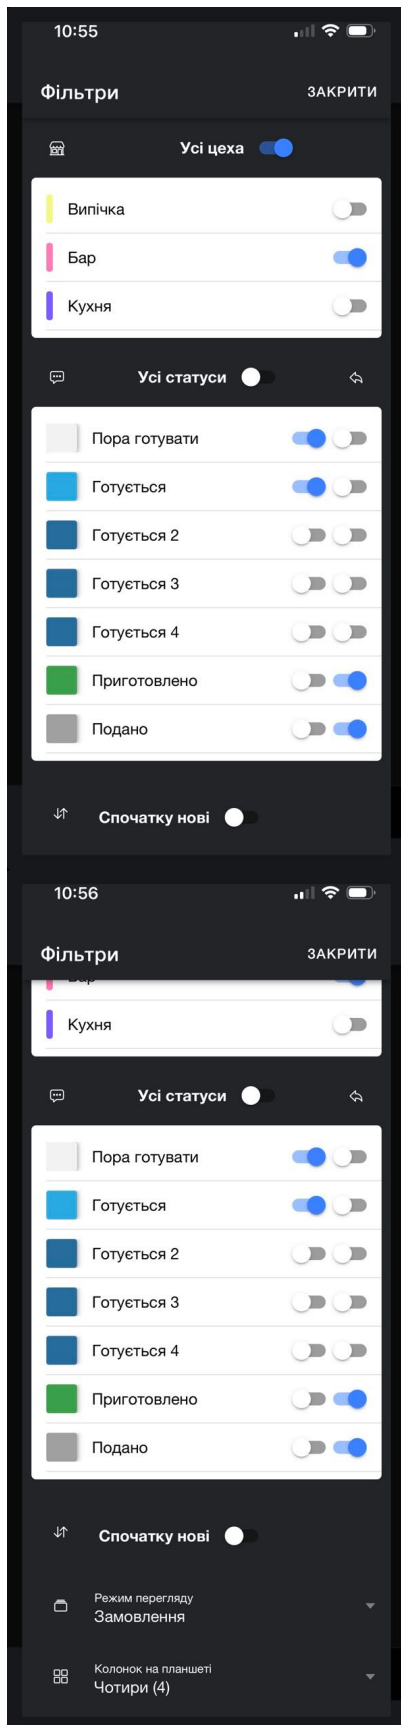 10:55
Фільтри
ЗАКРИТИ
Усі цеха
Випічка
Бар
Кухня
Усі статуси
Пора готувати
Готується
Готується 2
Готується 3
Готується 4
Приготовлено
Подано
Спочатку нові
10:56
Фільтри
ЗАКРИТИ
Бар
Кухня
Усі статуси
Пора готувати
Готується
Готується 2
Готується 3
Готується 4
Приготовлено
Подано
Спочатку нові
Режим перегляду
Замовлення
Колонок на планшеті
Чотири (4)